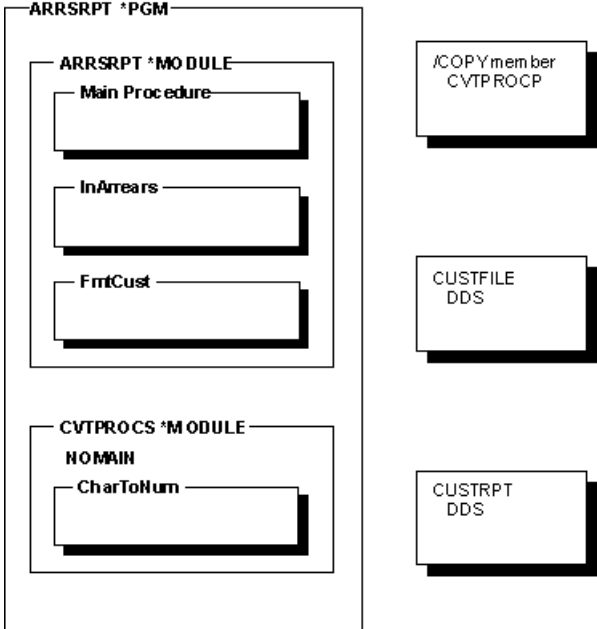 ARRSRPT *PGM
ARRSRPT *MODULE
Main Procedure
InArrears
FmtCust
CVTPROCS *MODULE
NOMAIN
CharToNum
/COPY member
CVTPROCP
CUSTFILE
DDS
CUSTRPT
DDS